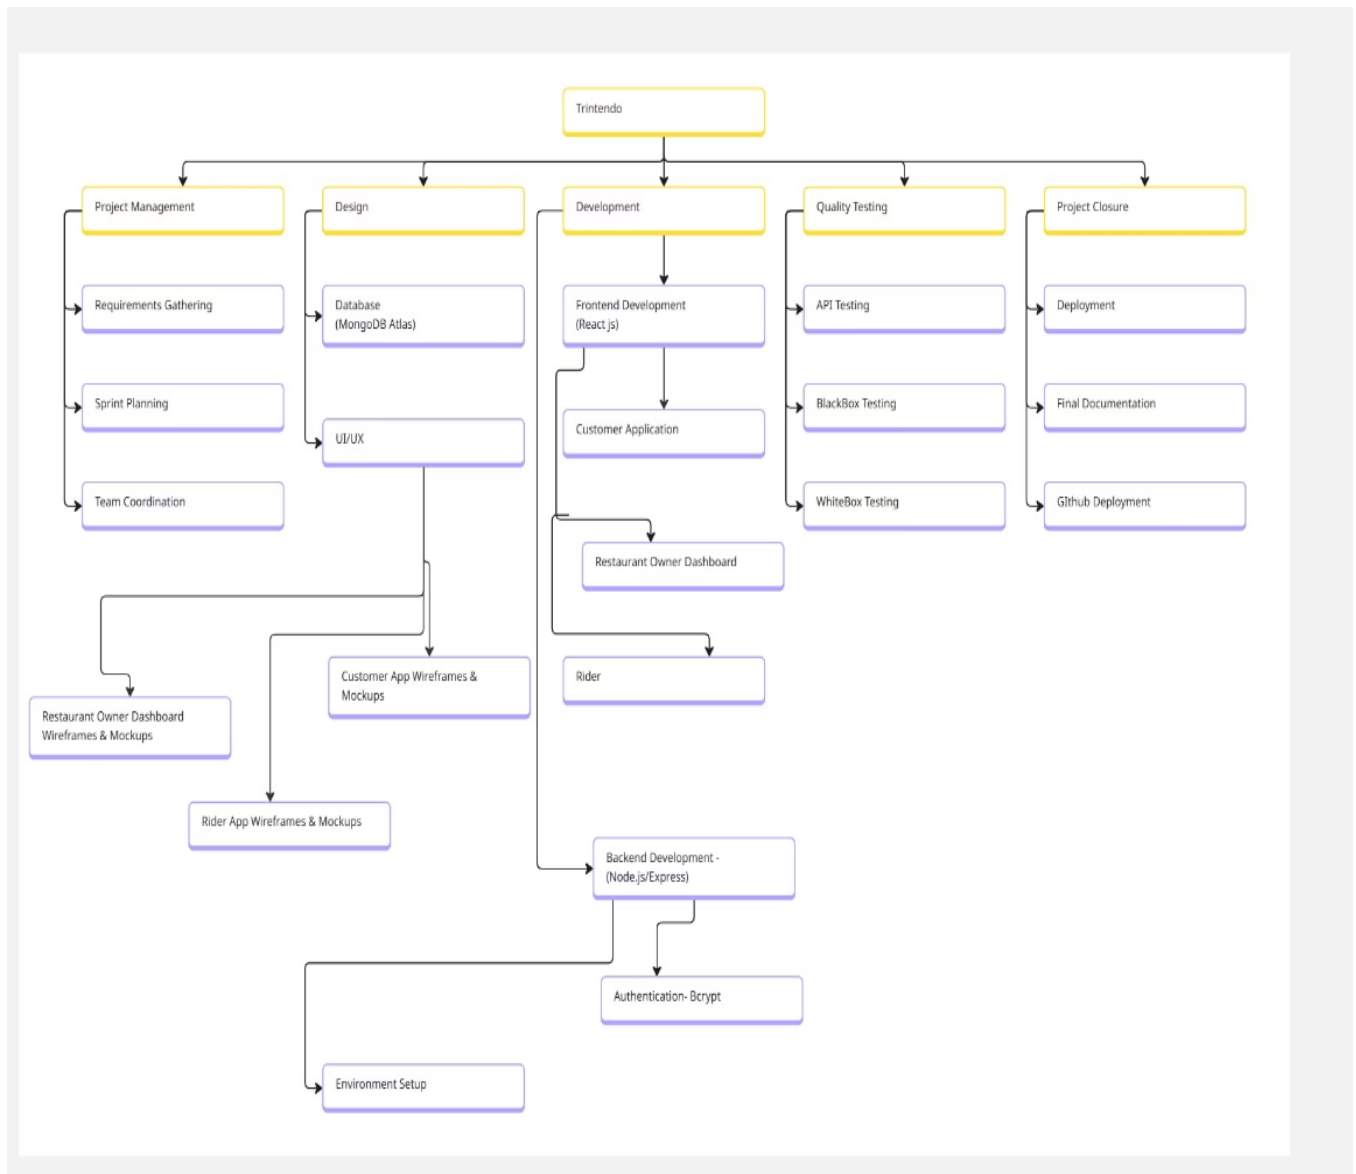 Trintendo
Project Management
Design
Development
Quality Testing
Project Closure
Requirements Gathering
Database
(MongoDB Atlas)
Frontend Development
(React js)
API Testing
Deployment
Sprint Planning
UI/UX
Customer Application
BlackBox Testing
Final Documentation
Team Coordination
WhiteBox Testing
GIthub Deployment
Restaurant Owner Dashboard
Customer App Wireframes &
Mockups
Rider
Restaurant Owner Dashboard
Wireframes & Mockups
Rider App Wireframes & Mockups
Backend Development -
(Node.js/Express)
Authentication- Bcrypt
Environment Setup